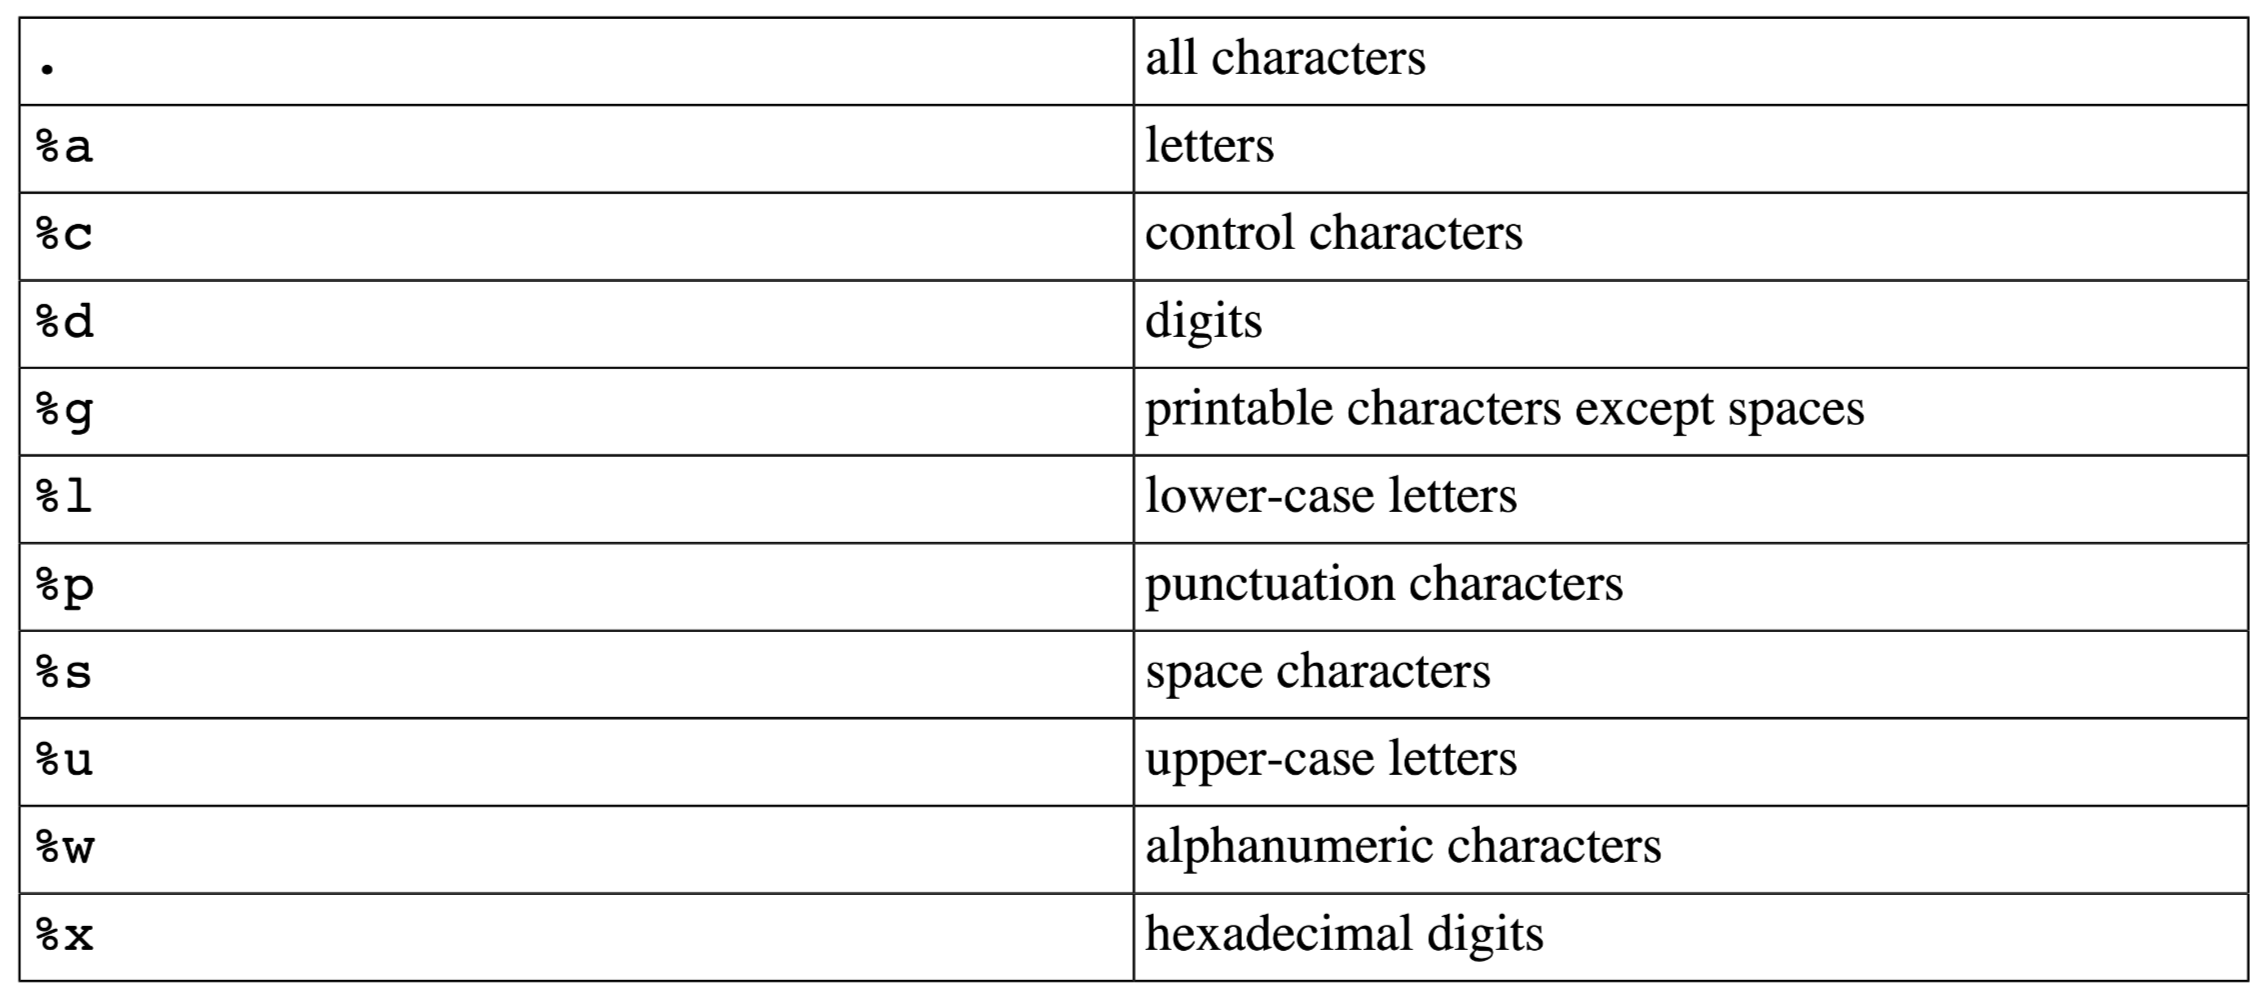 . all characters
%a letters
%c control characters
%d digits
%g printable characters except spaces
%l lower-case letters
%p punctuation characters
%s space characters
%u upper-case letters
%w alphanumeric characters
%x hexadecimal digits